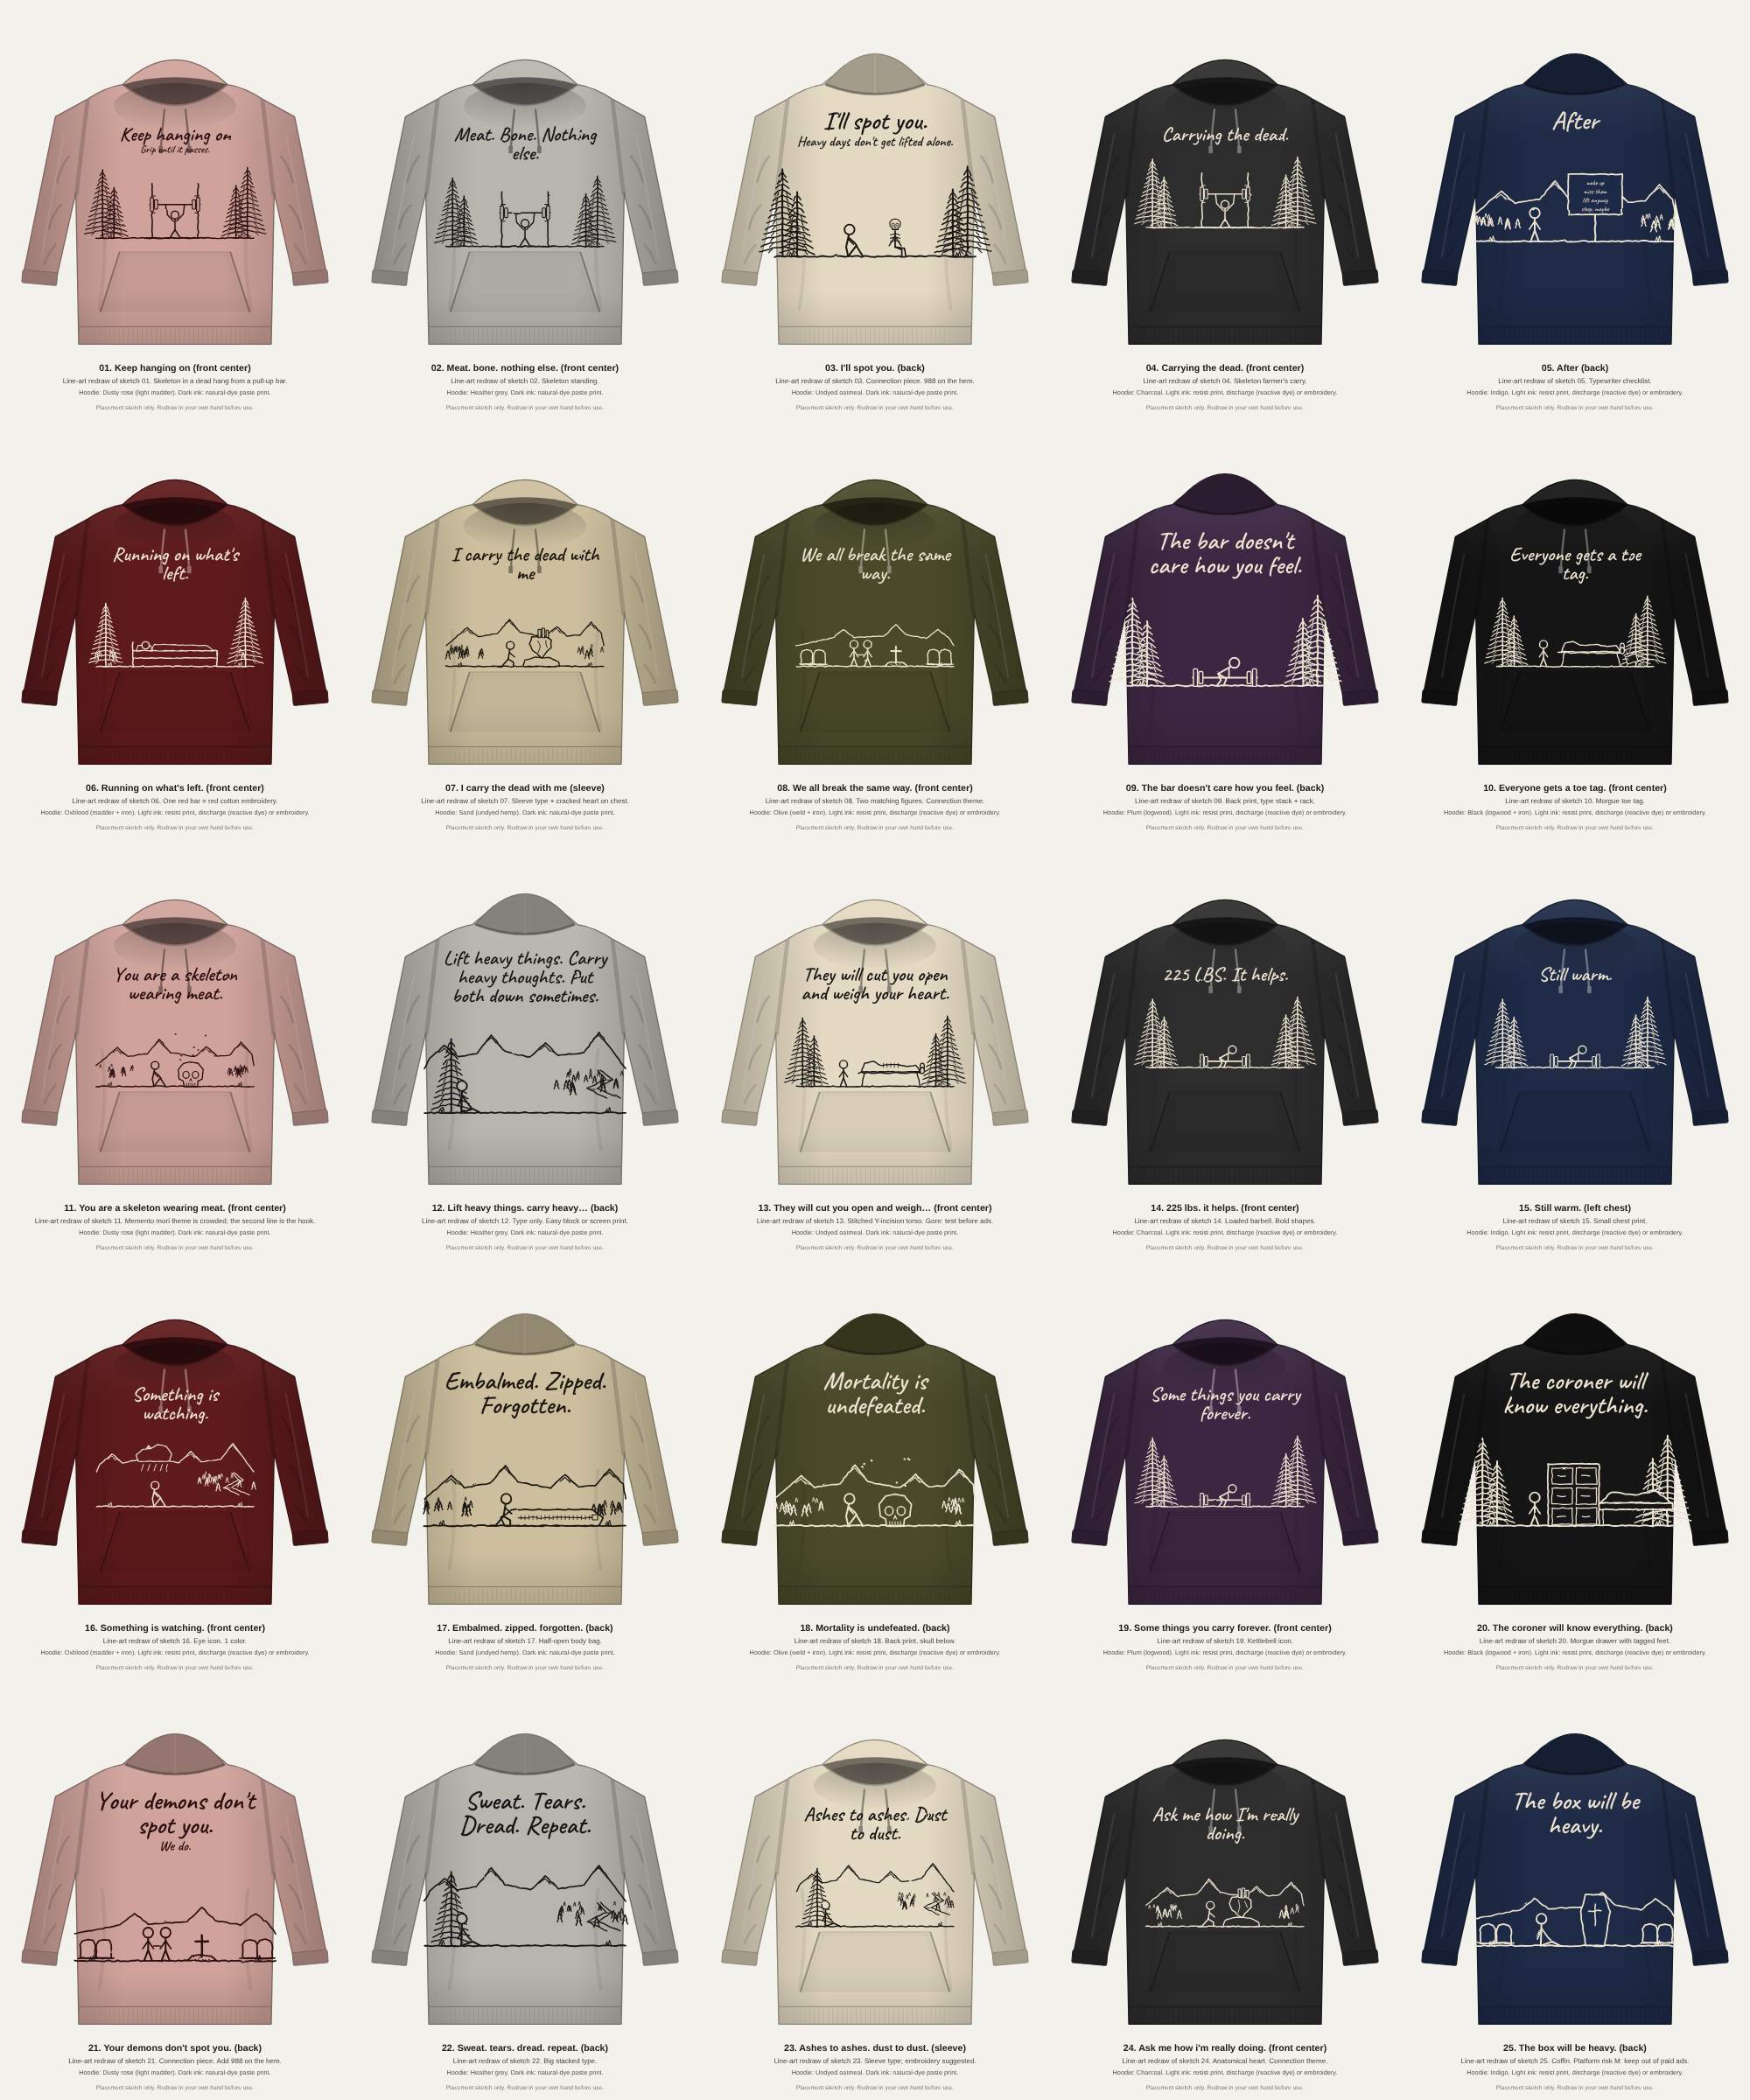 Keep hanging on
Grip until it passes.
01. Keep hanging on (front center)
Line-art redraw of sketch 01. Skeleton in a dead hang from a pull-up bar.
Hoodie: Dusty rose (light madder). Dark ink: natural-dye paste print.
Placement sketch only. Redraw in your own hand before use.
Meat. Bone. Nothing
else.
02. Meat. bone. nothing else. (front center)
Line-art redraw of sketch 02. Skeleton standing.
Hoodie: Heather grey. Dark ink: natural-dye paste print.
Placement sketch only. Redraw in your own hand before use.
I'll spot you.
Heavy days don't get lifted alone.
03. I'll spot you. (back)
Line-art redraw of sketch 03. Connection piece. 988 on the hem.
Hoodie: Undyed oatmeal. Dark ink: natural-dye paste print.
Placement sketch only. Redraw in your own hand before use.
Carrying the dead.
04. Carrying the dead. (front center)
Line-art redraw of sketch 04. Skeleton farmer's carry.
Hoodie: Charcoal. Light ink: resist print, discharge (reactive dye) or embroidery.
Placement sketch only. Redraw in your own hand before use.
After
wake up
miss them
lift anyway
sleep, maybe
05. After (back)
Line-art redraw of sketch 05. Typewriter checklist.
Hoodie: Indigo. Light ink: resist print, discharge (reactive dye) or embroidery.
Placement sketch only. Redraw in your own hand before use.
Running on what's
left.
06. Running on what's left. (front center)
Line-art redraw of sketch 06. One red bar = red cotton embroidery.
Hoodie: Oxblood (madder + iron). Light ink: resist print, discharge (reactive dye) or embroidery.
Placement sketch only. Redraw in your own hand before use.
I carry the dead with
me
07. I carry the dead with me (sleeve)
Line-art redraw of sketch 07. Sleeve type + cracked heart on chest.
Hoodie: Sand (undyed hemp). Dark ink: natural-dye paste print.
Placement sketch only. Redraw in your own hand before use.
We all break the same
way.
08. We all break the same way. (front center)
Line-art redraw of sketch 08. Two matching figures. Connection theme.
Hoodie: Olive (weld + iron). Light ink: resist print, discharge (reactive dye) or embroidery.
Placement sketch only. Redraw in your own hand before use.
The bar doesn't
care how you feel.
09. The bar doesn't care how you feel. (back)
Line-art redraw of sketch 09. Back print, type stack + rack.
Hoodie: Plum (logwood). Light ink: resist print, discharge (reactive dye) or embroidery.
Placement sketch only. Redraw in your own hand before use.
Everyone gets a toe
tag.
10. Everyone gets a toe tag. (front center)
Line-art redraw of sketch 10. Morgue toe tag.
Hoodie: Black (logwood + iron). Light ink: resist print, discharge (reactive dye) or embroidery.
Placement sketch only. Redraw in your own hand before use.
You are a skeleton
wearing meat.
11. You are a skeleton wearing meat. (front center)
Line-art redraw of sketch 11. Memento mori theme is crowded; the second line is the hook.
Hoodie: Dusty rose (light madder). Dark ink: natural-dye paste print.
Placement sketch only. Redraw in your own hand before use.
Lift heavy things. Carry
heavy thoughts. Put
both down sometimes.
12. Lift heavy things. carry heavy… (back)
Line-art redraw of sketch 12. Type only. Easy block or screen print.
Hoodie: Heather grey. Dark ink: natural-dye paste print.
Placement sketch only. Redraw in your own hand before use.
They will cut you open
and weigh your heart.
13. They will cut you open and weigh… (front center)
Line-art redraw of sketch 13. Stitched Y-incision torso. Gore: test before ads.
Hoodie: Undyed oatmeal. Dark ink: natural-dye paste print.
Placement sketch only. Redraw in your own hand before use.
225 LBS. It helps.
14. 225 lbs. it helps. (front center)
Line-art redraw of sketch 14. Loaded barbell. Bold shapes.
Hoodie: Charcoal. Light ink: resist print, discharge (reactive dye) or embroidery.
Placement sketch only. Redraw in your own hand before use.
Still warm.
15. Still warm. (left chest)
Line-art redraw of sketch 15. Small chest print.
Hoodie: Indigo. Light ink: resist print, discharge (reactive dye) or embroidery.
Placement sketch only. Redraw in your own hand before use.
Something is
watching.
16. Something is watching. (front center)
Line-art redraw of sketch 16. Eye icon. 1 color.
Hoodie: Oxblood (madder + iron). Light ink: resist print, discharge (reactive dye) or embroidery.
Placement sketch only. Redraw in your own hand before use.
Embalmed. Zipped.
Forgotten.
17. Embalmed. zipped. forgotten. (back)
Line-art redraw of sketch 17. Half-open body bag.
Hoodie: Sand (undyed hemp). Dark ink: natural-dye paste print.
Placement sketch only. Redraw in your own hand before use.
Mortality is
undefeated.
18. Mortality is undefeated. (back)
Line-art redraw of sketch 18. Back print, skull below.
Hoodie: Olive (weld + iron). Light ink: resist print, discharge (reactive dye) or embroidery.
Placement sketch only. Redraw in your own hand before use.
Some things you carry
forever.
19. Some things you carry forever. (front center)
Line-art redraw of sketch 19. Kettlebell icon.
Hoodie: Plum (logwood). Light ink: resist print, discharge (reactive dye) or embroidery.
Placement sketch only. Redraw in your own hand before use.
The coroner will
know everything.
20. The coroner will know everything. (back)
Line-art redraw of sketch 20. Morgue drawer with tagged feet.
Hoodie: Black (logwood + iron). Light ink: resist print, discharge (reactive dye) or embroidery.
Placement sketch only. Redraw in your own hand before use.
Your demons don't
spot you.
We do.
21. Your demons don't spot you. (back)
Line-art redraw of sketch 21. Connection piece. Add 988 on the hem.
Hoodie: Dusty rose (light madder). Dark ink: natural-dye paste print.
Placement sketch only. Redraw in your own hand before use.
Sweat. Tears.
Dread. Repeat.
22. Sweat. tears. dread. repeat. (back)
Line-art redraw of sketch 22. Big stacked type.
Hoodie: Heather grey. Dark ink: natural-dye paste print.
Placement sketch only. Redraw in your own hand before use.
Ashes to ashes. Dust
to dust.
23. Ashes to ashes. dust to dust. (sleeve)
Line-art redraw of sketch 23. Sleeve type; embroidery suggested.
Hoodie: Undyed oatmeal. Dark ink: natural-dye paste print.
Placement sketch only. Redraw in your own hand before use.
Ask me how I'm really
doing.
24. Ask me how i'm really doing. (front center)
Line-art redraw of sketch 24. Anatomical heart. Connection theme.
Hoodie: Charcoal. Light ink: resist print, discharge (reactive dye) or embroidery.
Placement sketch only. Redraw in your own hand before use.
The box will be
heavy.
25. The box will be heavy. (back)
Line-art redraw of sketch 25. Coffin. Platform risk M: keep out of paid ads.
Hoodie: Indigo. Light ink: resist print, discharge (reactive dye) or embroidery.
Placement sketch only. Redraw in your own hand before use.